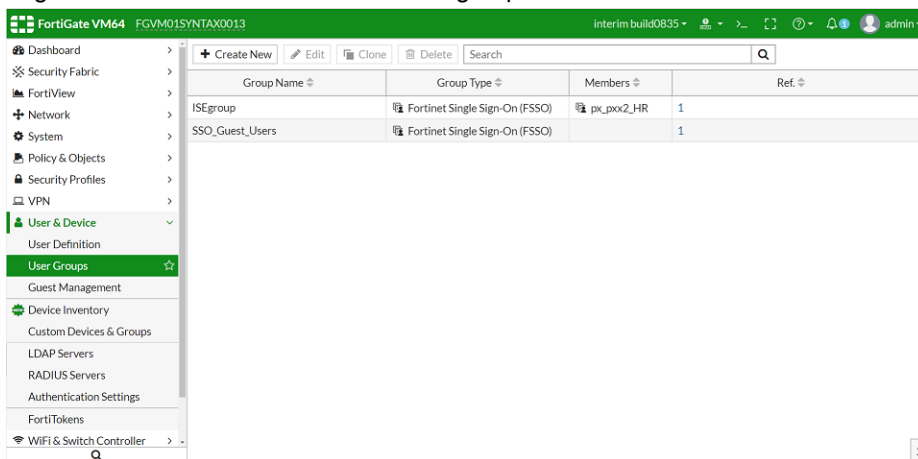 FortiGate VM64 FGVM01SYNTAX0013 interim build0835 >_ 1 admin
Dashboard
Security Fabric
FortiView
Network
System
Policy & Objects
Security Profiles
VPN
User & Device
User Definition
User Groups
Guest Management
Device Inventory
Custom Devices & Groups
LDAP Servers
RADIUS Servers
Authentication Settings
FortiTokens
WiFi & Switch Controller
+ Create New Edit Clone Delete Search
Group Name Group Type Members Ref.
ISEgroup Fortinet Single Sign-On (FSSO) px_pxx2_HR 1
SSO_Guest_Users Fortinet Single Sign-On (FSSO) 1